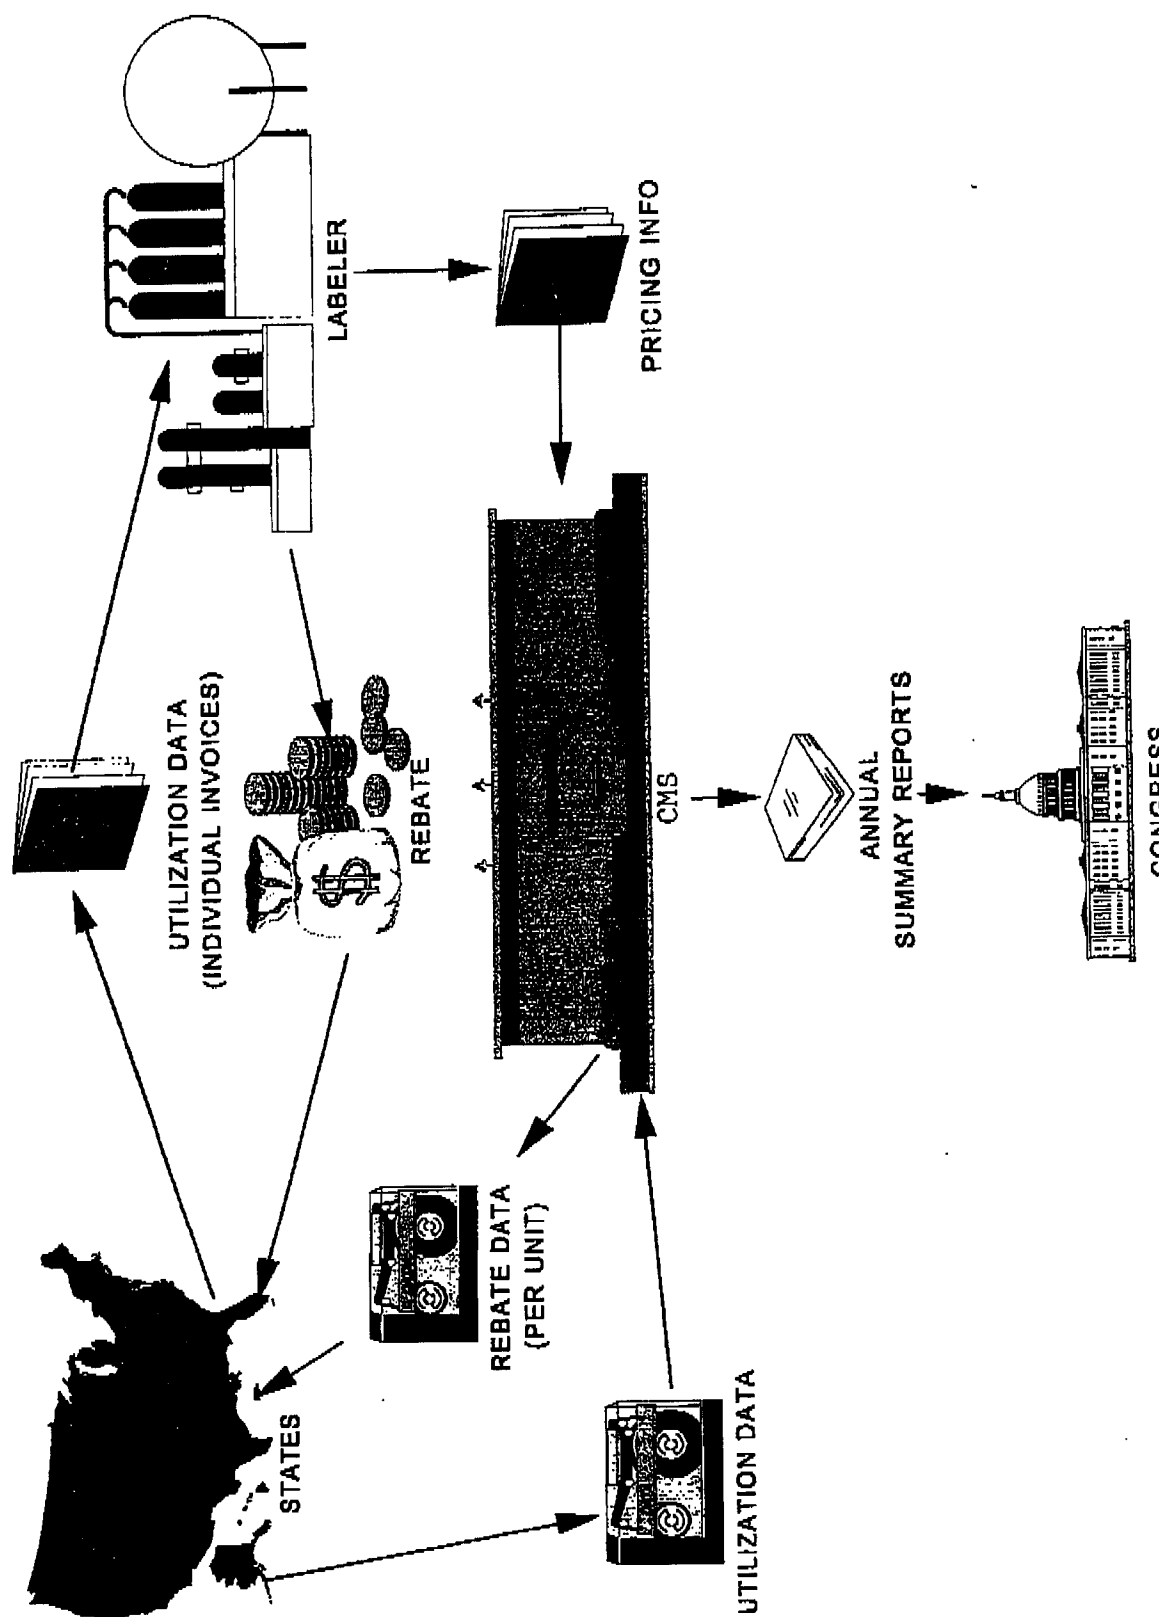 UTILIZATION DATA
(INDIVIDUAL INVOICES)
LABELER
STATES
REBATE
PRICING INFO
REBATE DATA
(PER UNIT)
CMS
UTILIZATION DATA
ANNUAL
SUMMARY REPORTS
CONGRESS